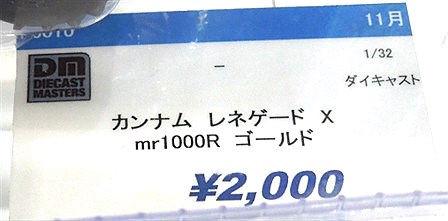 11月
1/32
DM
DIECAST
MASTERS
–
ダイキャスト
カンナム レネゲード X
mr1000R ゴールド
¥2,000